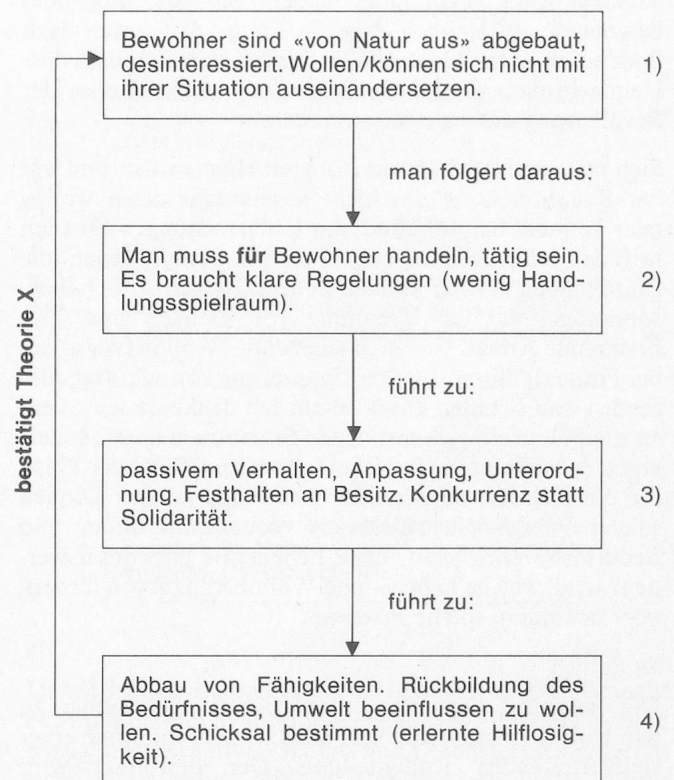 Bewohner sind «von Natur aus» abgebaut,
desinteressiert. Wollen/können sich nicht mit
ihrer Situation auseinandersetzen.
1)
man folgert daraus:
Man muss für Bewohner handeln, tätig sein.
Es braucht klare Regelungen (wenig Hand-
lungsspielraum).
2)
führt zu:
passivem Verhalten, Anpassung, Unterord-
nung. Festhalten an Besitz. Konkurrenz statt
Solidarität.
3)
führt zu:
Abbau von Fähigkeiten. Rückbildung des
Bedürfnisses, Umwelt beeinflussen zu wol-
len. Schicksal bestimmt (erlernte Hilflosig-
keit).
4)
bestätigt Theorie X